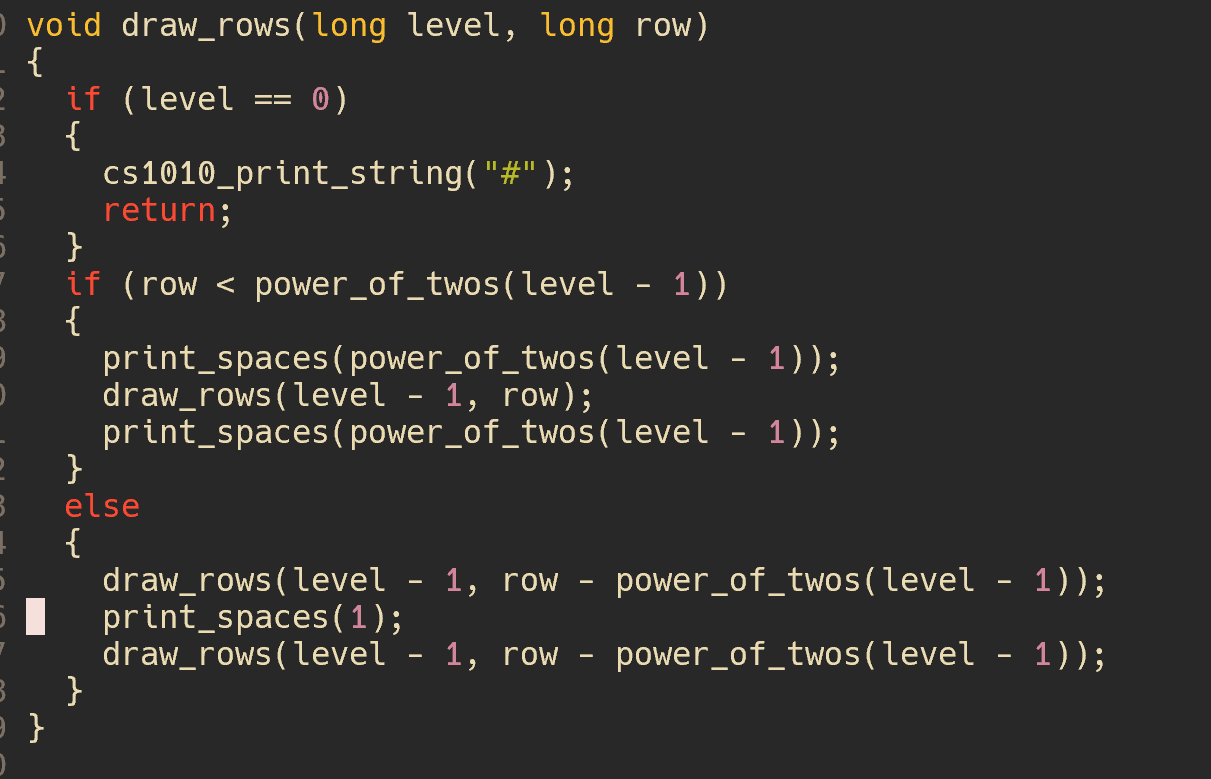 void draw_rows(long level, long row)
{
  if (level == 0)
  {
    cs1010_print_string("#");
    return;
  }
  if (row < power_of_twos(level - 1))
  {
    print_spaces(power_of_twos(level - 1));
    draw_rows(level - 1, row);
    print_spaces(power_of_twos(level - 1));
  }
  else
  {
    draw_rows(level - 1, row - power_of_twos(level - 1));
    print_spaces(1);
    draw_rows(level - 1, row - power_of_twos(level - 1));
  }
}